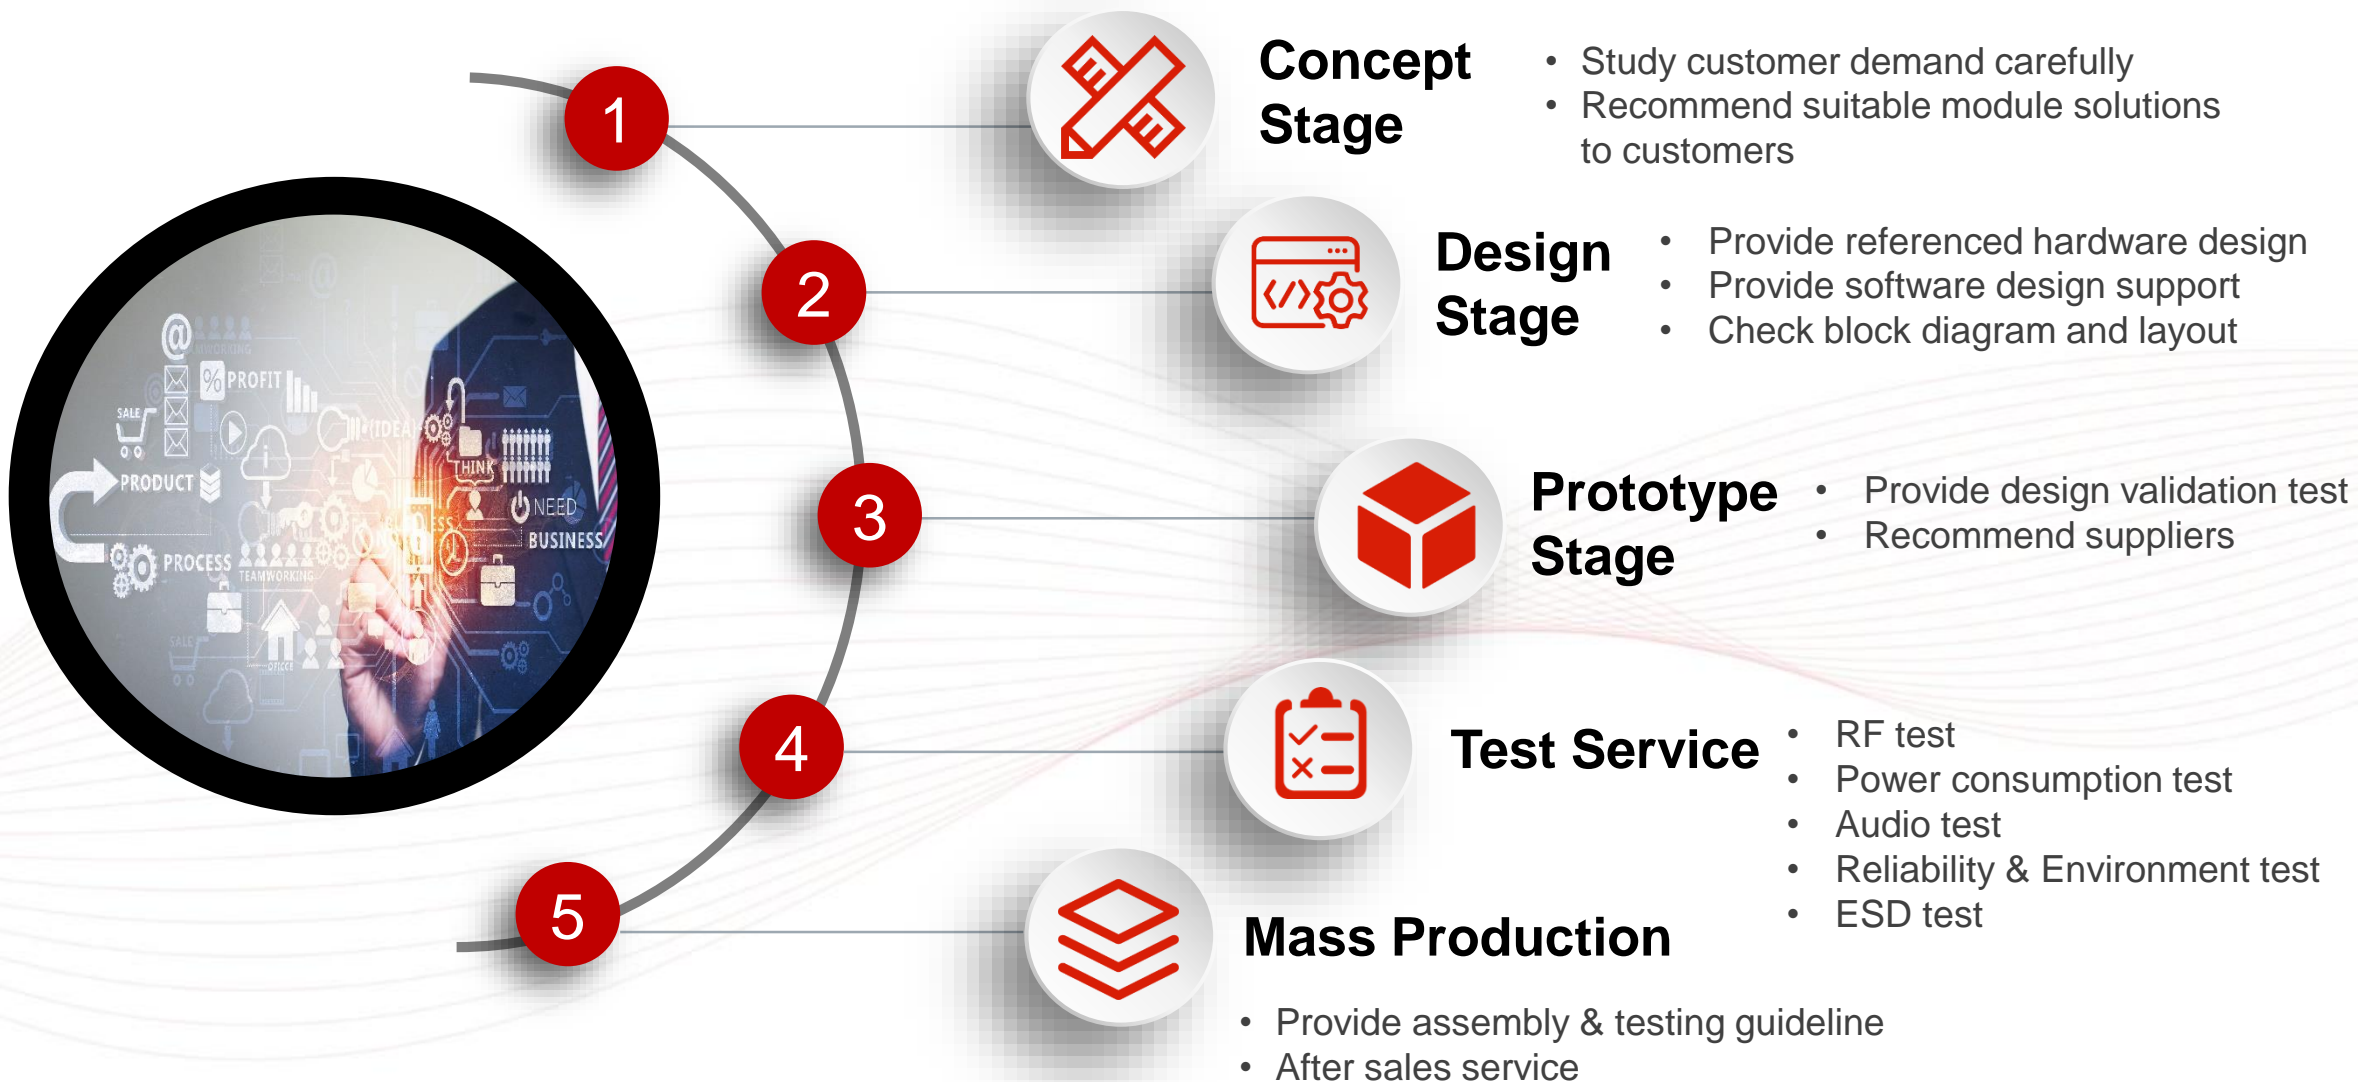 1
Concept
Stage
• Study customer demand carefully
• Recommend suitable module solutions
to customers
2
Design
Stage
• Provide referenced hardware design
• Provide software design support
• Check block diagram and layout
3
Prototype
Stage
• Provide design validation test
• Recommend suppliers
4
Test Service
• RF test
• Power consumption test
• Audio test
• Reliability & Environment test
• ESD test
5
Mass Production
• Provide assembly & testing guideline
• After sales service
@
% PROFIT
SALE
(IDEA)
THINK
PRODUCT
NEED
BUSINESS
PROCESS
TEAMWORKING
SALE
OFFICE